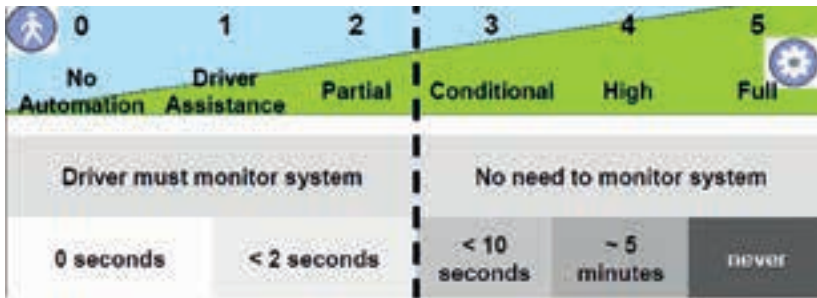 0 1 2 3 4 5
No Automation Driver Assistance Partial Conditional High Full
Driver must monitor system No need to monitor system
0 seconds < 2 seconds < 10 seconds ~ 5 minutes never